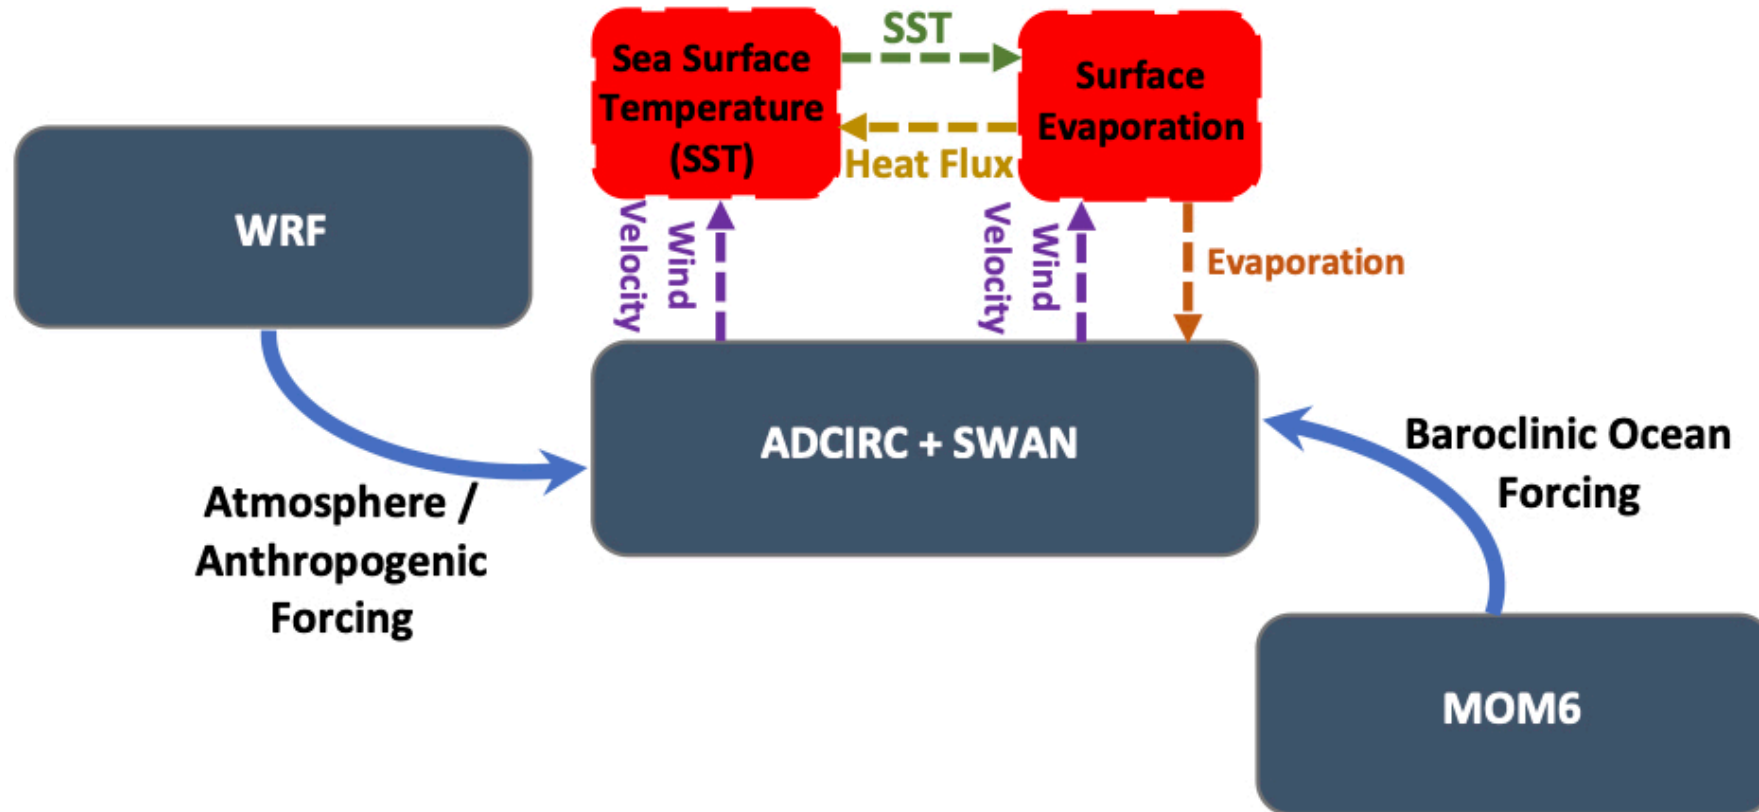 SST
Sea Surface
Temperature
(SST)
Surface
Evaporation
Heat Flux
WRF
Wind
Velocity
Wind
Velocity
Evaporation
ADCIRC + SWAN
Baroclinic Ocean
Forcing
Atmosphere /
Anthropogenic
Forcing
MOM6